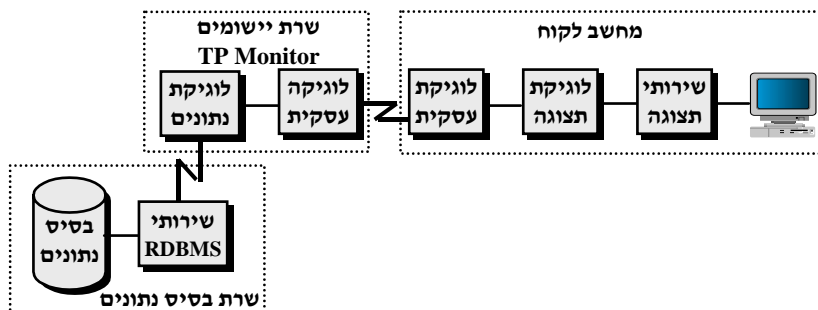 מחשב לקוח
שירותי
תצוגה
לוגיקת
תצוגה
לוגיקת
עסקית
שרת יישומים
TP Monitor
לוגיקה
עסקית
לוגיקת
נתונים
שירותי
RDBMS
בסיס
נתונים
שרת בסיס נתונים